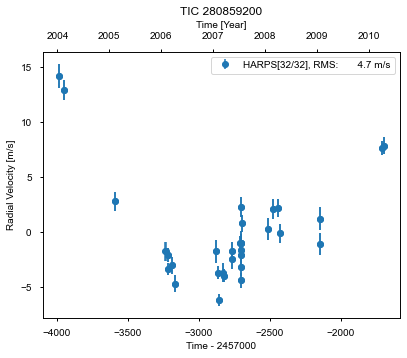 TIC 280859200
Time [Year]
2004 2005 2006 2007 2008 2009 2010
HARPS[32/32], RMS: 4.7 m/s
Radial Velocity [m/s]
15
10
5
0
−5
−4000 −3500 −3000 −2500 −2000
Time - 2457000